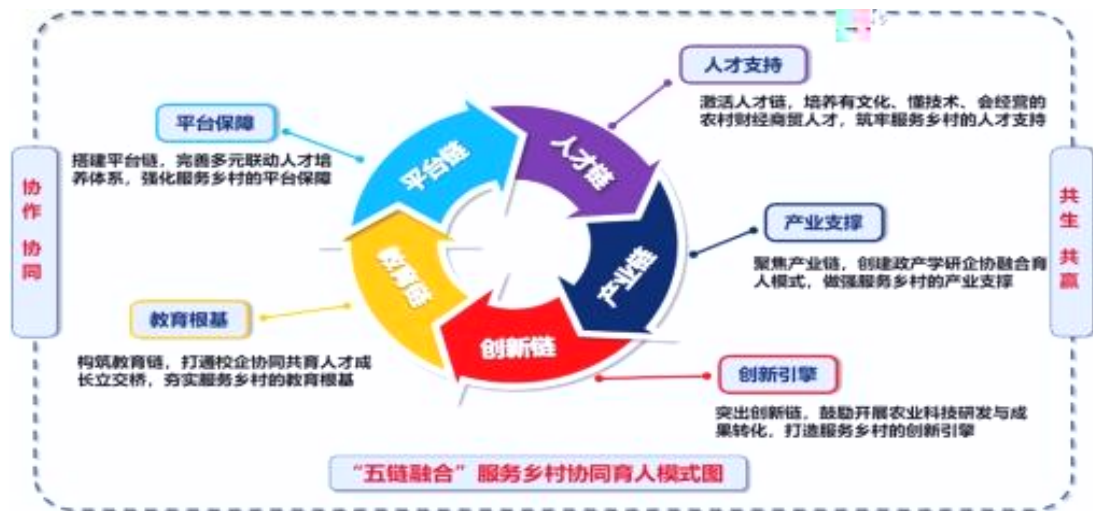 人才支持
激活人才链，培养有文化、懂技术、会经营的
农村财经商贸人才，筑牢服务乡村的人才支持
平台保障
搭建平台链，完善多元联动人才培
养体系，强化服务乡村的平台保障
平台链
人才链
产业链
创新链
教育链
协作 协同
共生 共赢
产业支撑
聚焦产业链，创建政产学研企协融合育
人模式，做强服务乡村的产业支撑
教育根基
构筑教育链，打通校企协同共育人才成
长立交桥，夯实服务乡村的教育根基
创新引擎
突出创新链，鼓励开展农业科技研发与成
果转化，打造服务乡村的创新引擎
“五链融合”服务乡村协同育人模式图